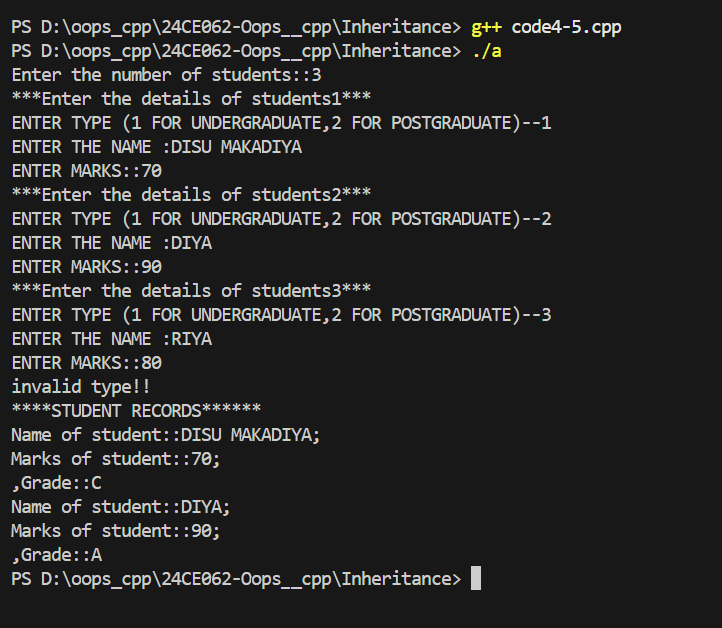 PS D:\oops_cpp\24CE062-Oops__cpp\Inheritance> g++ code4-5.cpp
PS D:\oops_cpp\24CE062-Oops__cpp\Inheritance> ./a
Enter the number of students::3
***Enter the details of students1***
ENTER TYPE (1 FOR UNDERGRADUATE,2 FOR POSTGRADUATE)--1
ENTER THE NAME :DISU MAKADIYA
ENTER MARKS::70
***Enter the details of students2***
ENTER TYPE (1 FOR UNDERGRADUATE,2 FOR POSTGRADUATE)--2
ENTER THE NAME :DIYA
ENTER MARKS::90
***Enter the details of students3***
ENTER TYPE (1 FOR UNDERGRADUATE,2 FOR POSTGRADUATE)--3
ENTER THE NAME :RIYA
ENTER MARKS::80
invalid type!!
****STUDENT RECORDS******
Name of student::DISU MAKADIYA;
Marks of student::70;
,Grade::C
Name of student::DIYA;
Marks of student::90;
,Grade::A
PS D:\oops_cpp\24CE062-Oops__cpp\Inheritance>